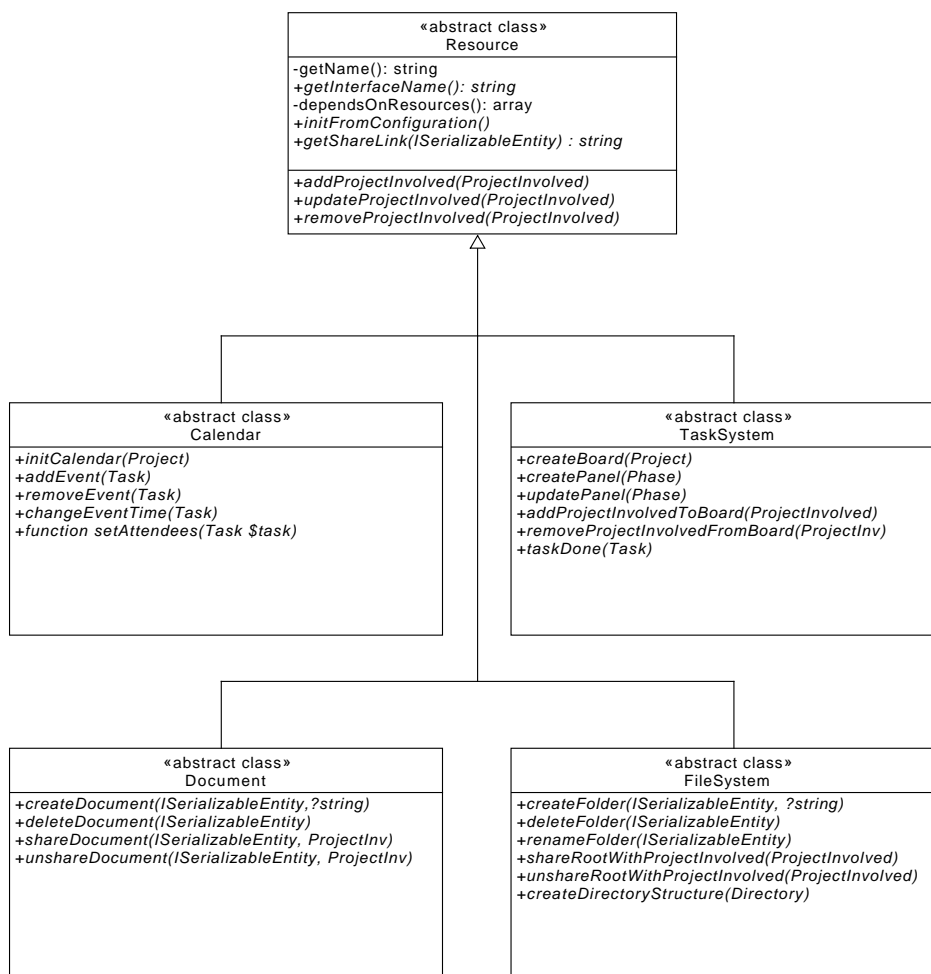 «abstract class»
Resource
-getName(): string
+getInterfaceName(): string
-dependsOnResources(): array
+initFromConfiguration()
+getShareLink(ISerializableEntity) : string
+addProjectInvolved(ProjectInvolved)
+updateProjectInvolved(ProjectInvolved)
+removeProjectInvolved(ProjectInvolved)
«abstract class»
Calendar
+initCalendar(Project)
+addEvent(Task)
+removeEvent(Task)
+changeEventTime(Task)
+function setAttendees(Task $task)
«abstract class»
TaskSystem
+createBoard(Project)
+createPanel(Phase)
+updatePanel(Phase)
+addProjectInvolvedToBoard(ProjectInvolved)
+removeProjectInvolvedFromBoard(ProjectInv)
+taskDone(Task)
«abstract class»
Document
+createDocument(ISerializableEntity,?string)
+deleteDocument(ISerializableEntity)
+shareDocument(ISerializableEntity, ProjectInv)
+unshareDocument(ISerializableEntity, ProjectInv)
«abstract class»
FileSystem
+createFolder(ISerializableEntity, ?string)
+deleteFolder(ISerializableEntity)
+renameFolder(ISerializableEntity)
+shareRootWithProjectInvolved(ProjectInvolved)
+unshareRootWithProjectInvolved(ProjectInvolved)
+createDirectoryStructure(Directory)